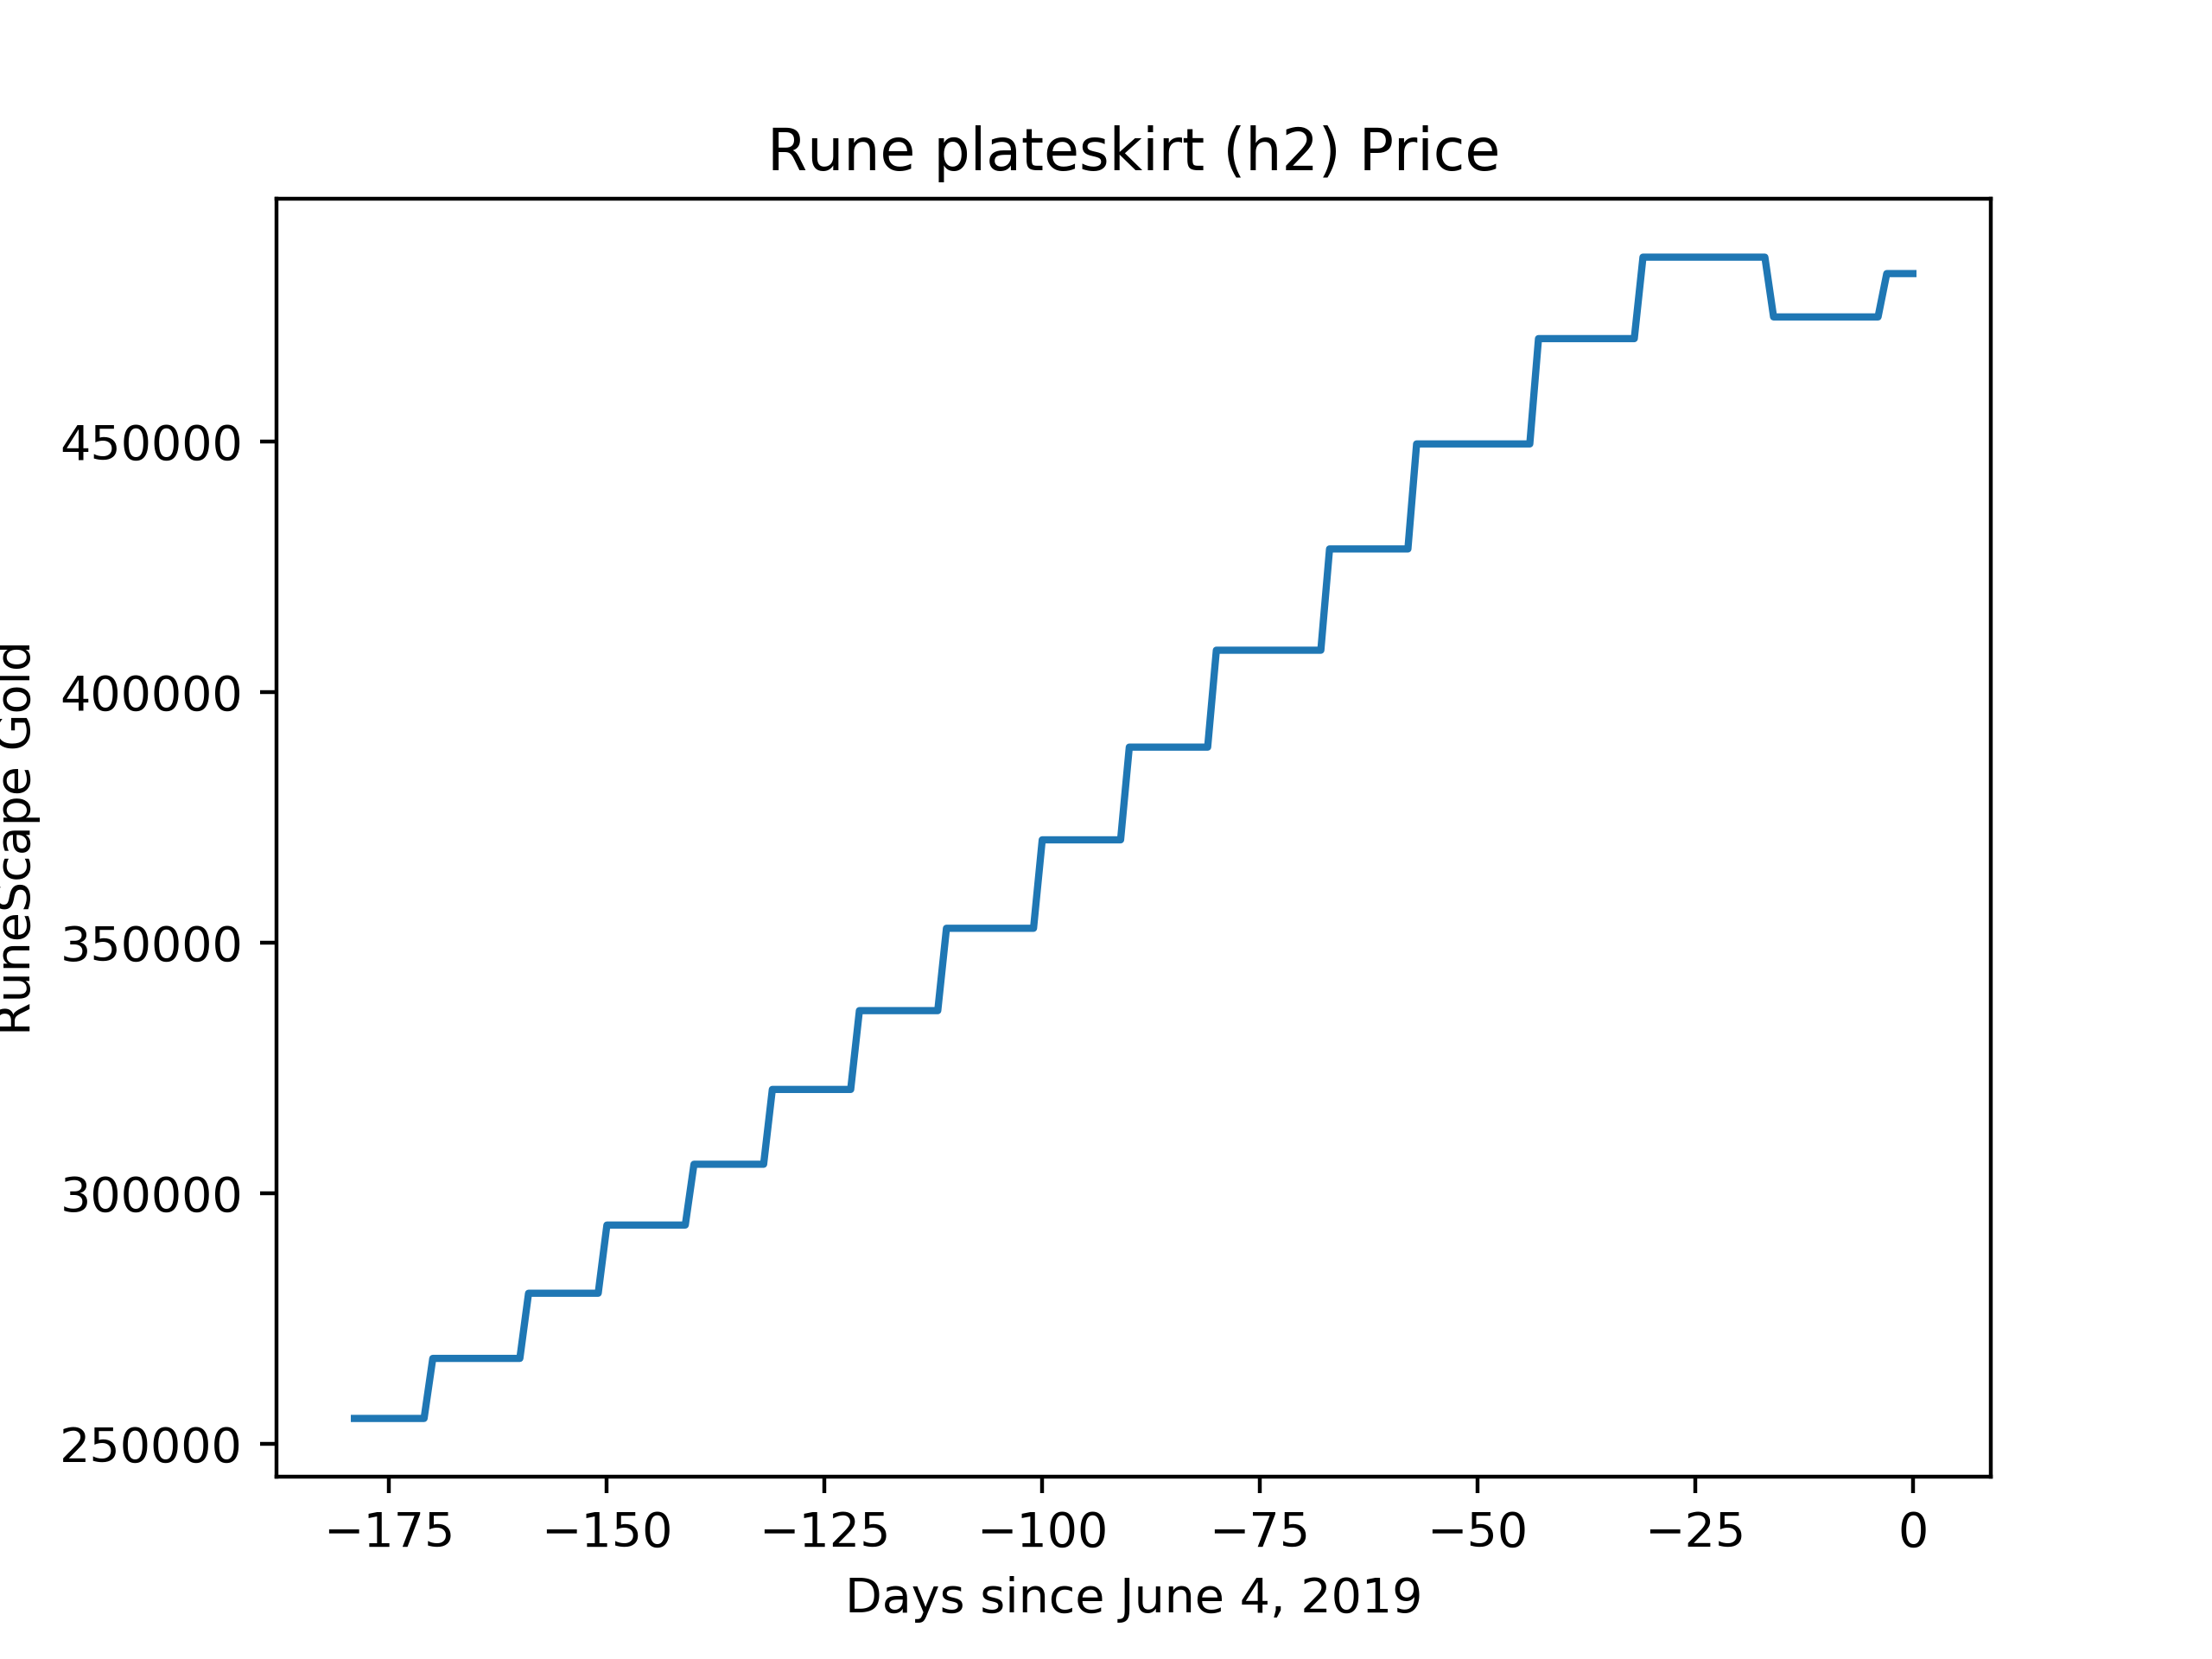 Rune plateskirt (h2) Price
RuneScape Gold
450000
400000
350000
300000
250000
−175 −150 −125 −100 −75 −50 −25 0
Days since June 4, 2019